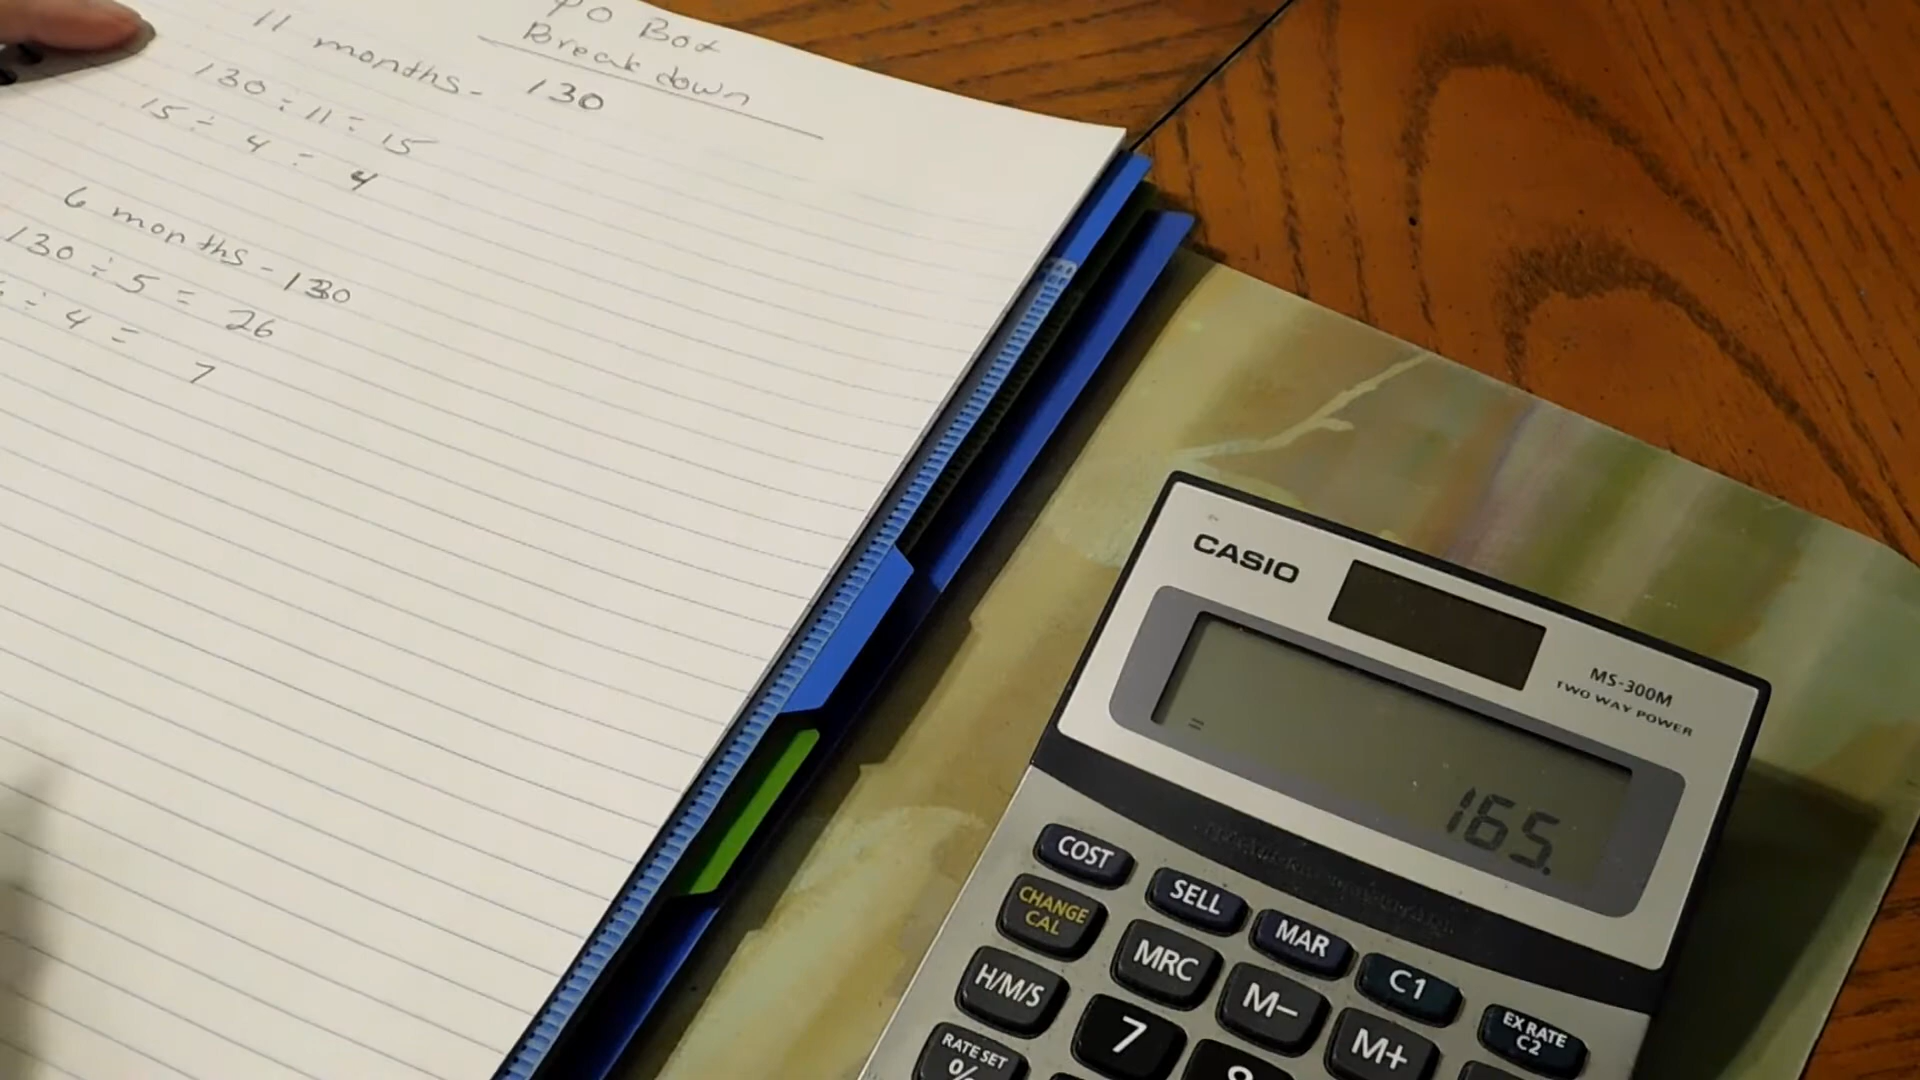 PO Box
Breakdown
11 months - 130
130 ÷ 11 = 15
15 ÷ 4 = 4
6 months - 130
130 ÷ 5 = 26
÷ 4 = 7
CASIO
MS-300M
TWO WAY POWER
=
165.
COST
SELL
MAR
C1
EX RATE
C2
CHANGE
CAL
MRC
M−
M+
H/M/S
7
8
RATE SET
%